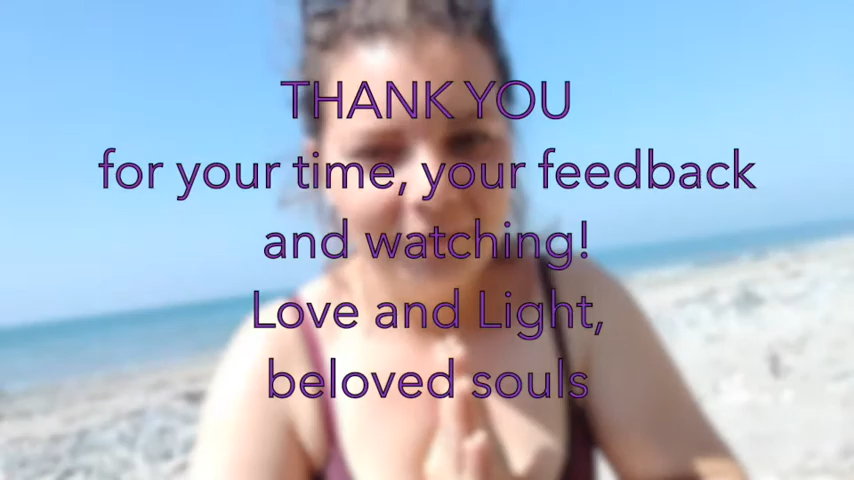 THANK YOU
for your time, your feedback
and watching!
Love and Light,
beloved souls